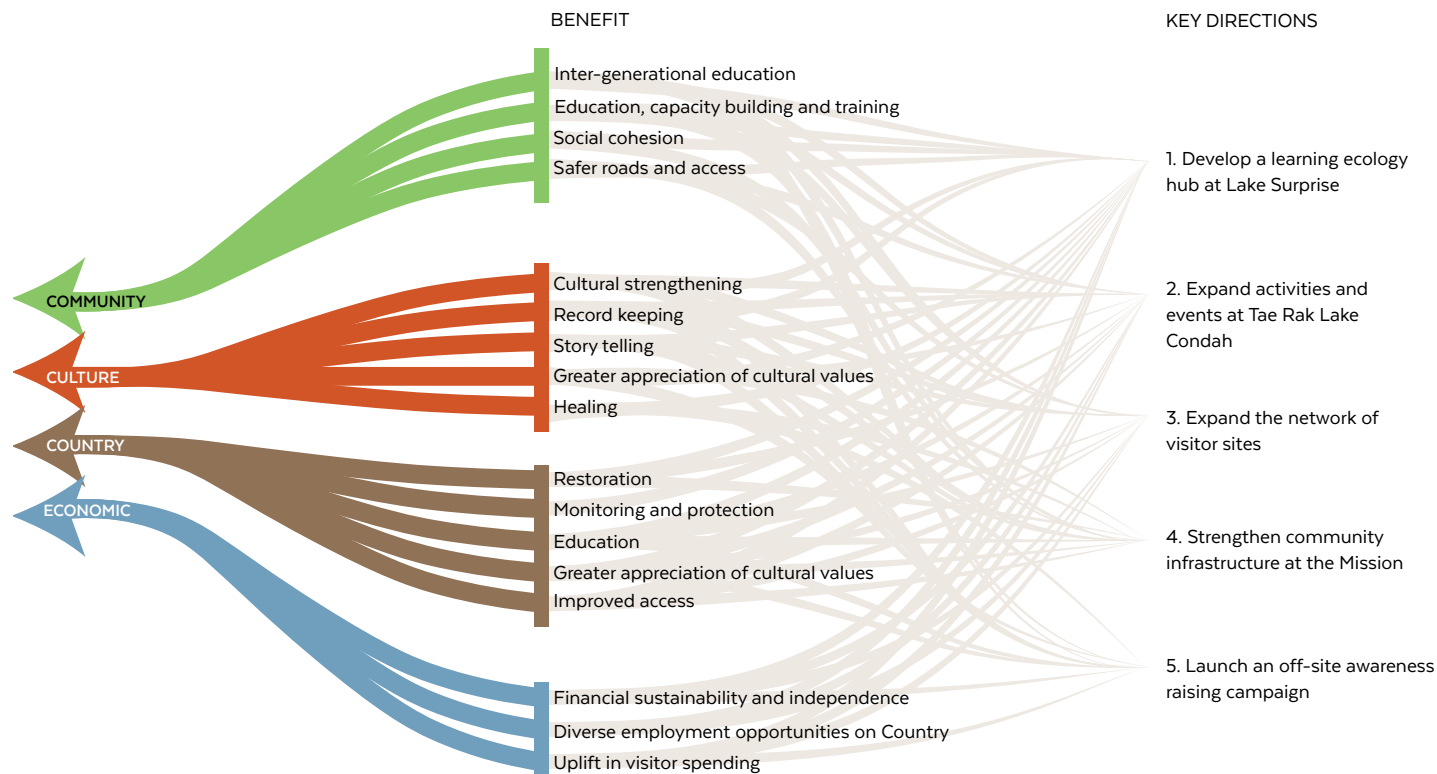 BENEFIT
KEY DIRECTIONS
Inter-generational education
Education, capacity building and training
Social cohesion
Safer roads and access
COMMUNITY
Cultural strengthening
Record keeping
Story telling
Greater appreciation of cultural values
Healing
CULTURE
Restoration
Monitoring and protection
Education
Greater appreciation of cultural values
Improved access
COUNTRY
Financial sustainability and independence
Diverse employment opportunities on Country
Uplift in visitor spending
ECONOMIC
1. Develop a learning ecology
hub at Lake Surprise
2. Expand activities and
events at Tae Rak Lake
Condah
3. Expand the network of
visitor sites
4. Strengthen community
infrastructure at the Mission
5. Launch an off-site awareness
raising campaign